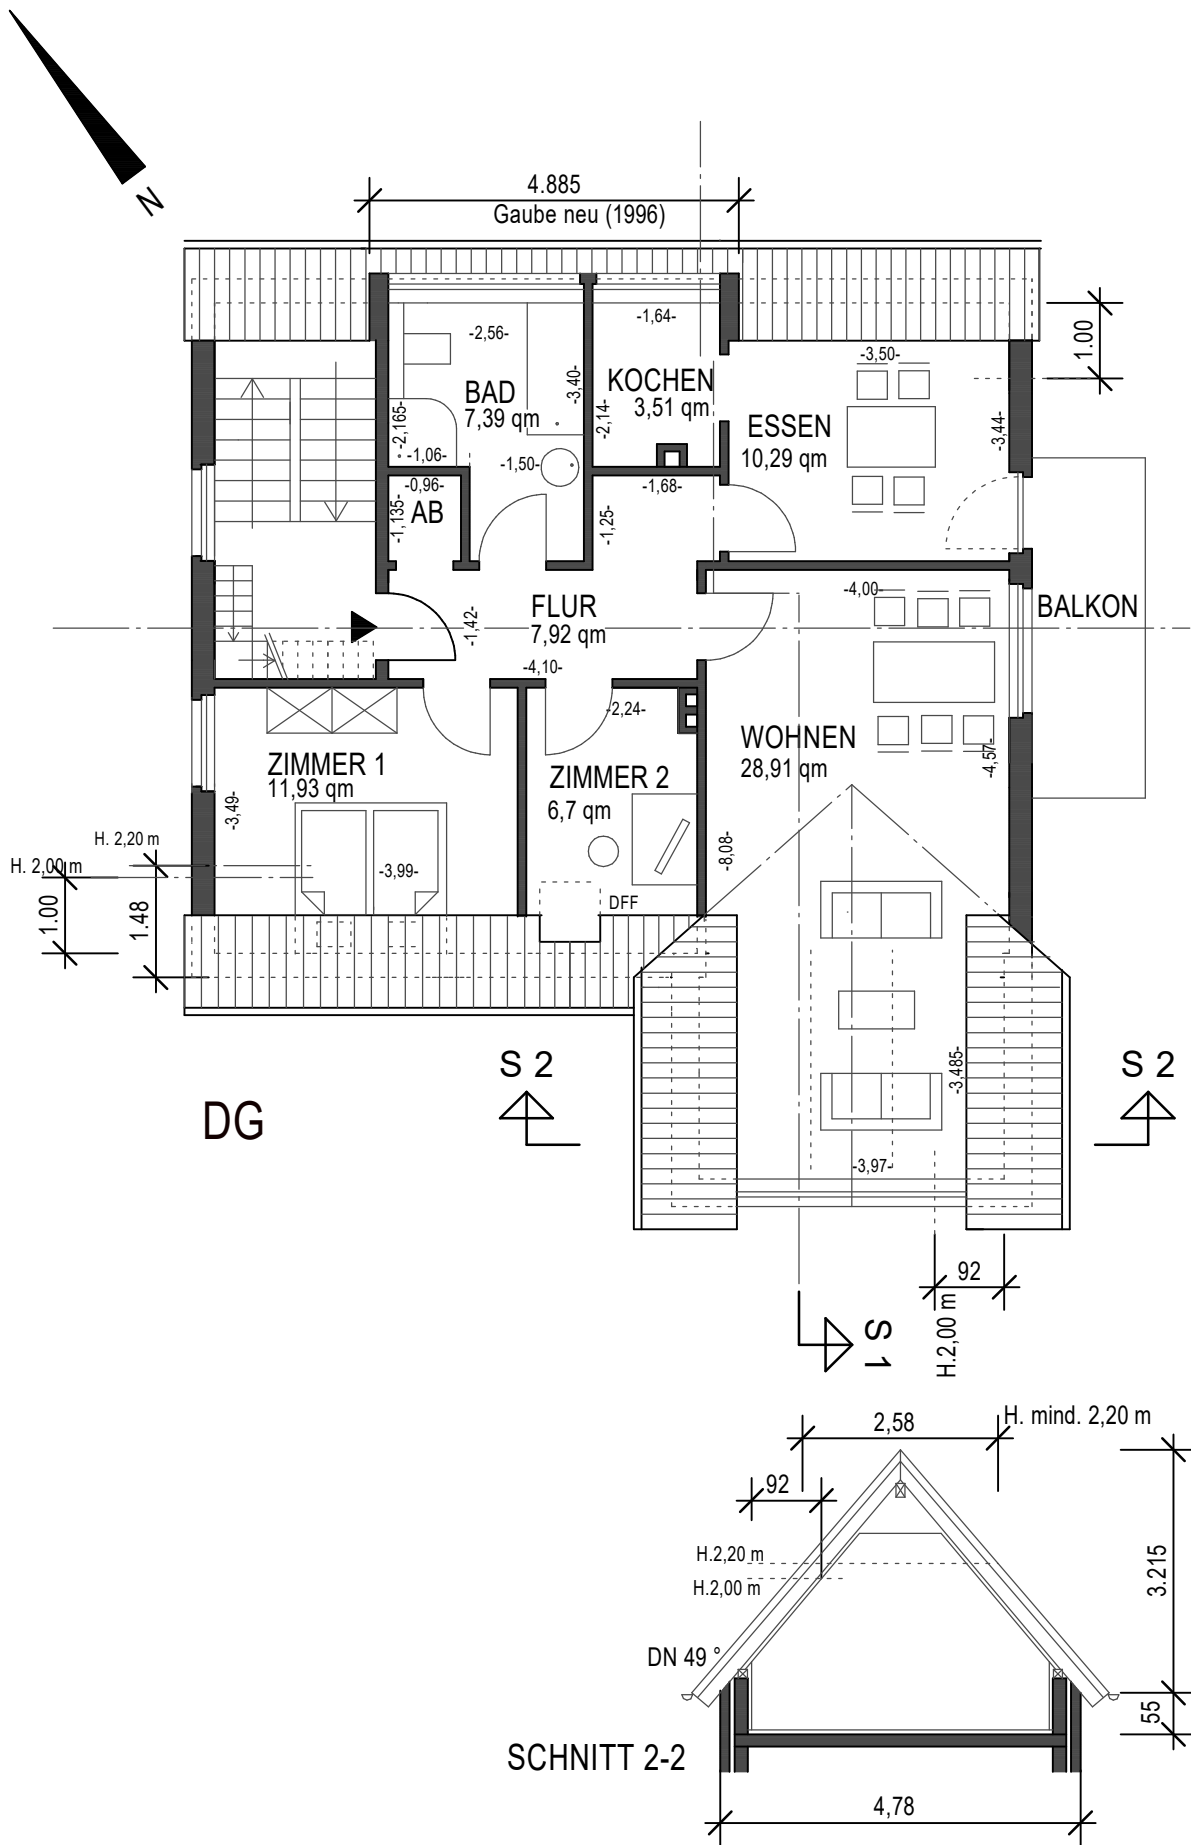 N
4.885
Gaube neu (1996)
-1,64-
-2,56-
1.00
-3,50-
-3,40-
KOCHEN
3,51 qm
BAD
7,39 qm
-2,165-
-2,14-
ESSEN
10,29 qm
-3,44-
-1,06-
-1,50-
-0,96-
-1,68-
AB
-1,135-
-1,25-
FLUR
7,92 qm
-1,42-
-4,10-
-4,00-
BALKON
-2,24-
WOHNEN
28,91 qm
-4,57-
ZIMMER 1
11,93 qm
ZIMMER 2
6,7 qm
-3,49-
H. 2,20 m
H. 2,00 m
-3,99-
-8,08-
DFF
1.00
1.48
S 2
S 2
-3,485-
DG
-3,97-
92
H.2,00 m
S 1
2,58
H. mind. 2,20 m
92
H.2,20 m
H.2,00 m
3.215
DN 49 °
55
SCHNITT 2-2
4,78